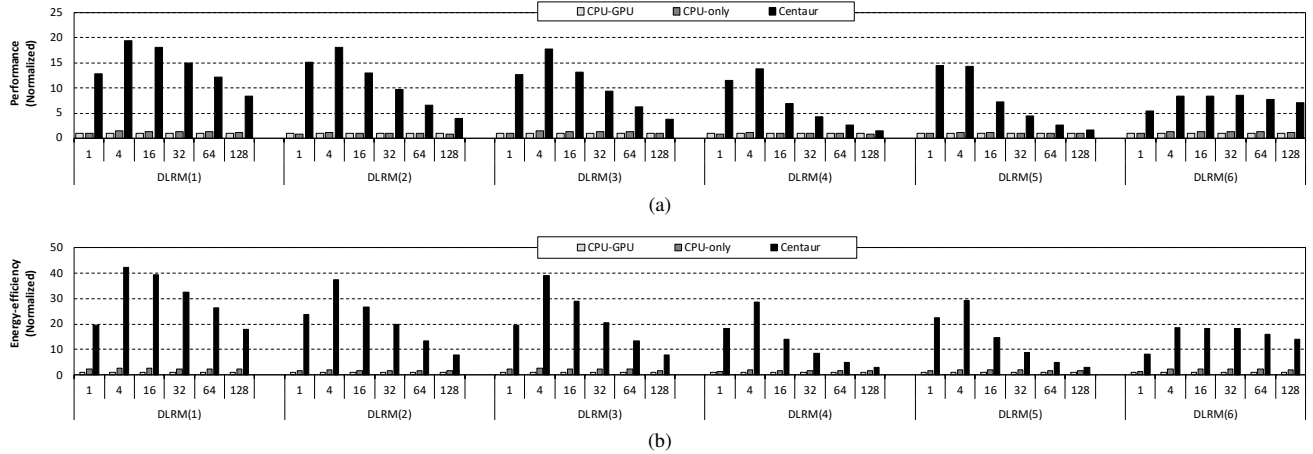 CPU-GPU CPU-only Centaur
Performance
(Normalized)
25
20
15
10
5
0
1 4 16 32 64 128 1 4 16 32 64 128 1 4 16 32 64 128 1 4 16 32 64 128 1 4 16 32 64 128 1 4 16 32 64 128
DLRM(1) DLRM(2) DLRM(3) DLRM(4) DLRM(5) DLRM(6)
(a)
CPU-GPU CPU-only Centaur
Energy-efficiency
(Normalized)
50
40
30
20
10
0
1 4 16 32 64 128 1 4 16 32 64 128 1 4 16 32 64 128 1 4 16 32 64 128 1 4 16 32 64 128 1 4 16 32 64 128
DLRM(1) DLRM(2) DLRM(3) DLRM(4) DLRM(5) DLRM(6)
(b)